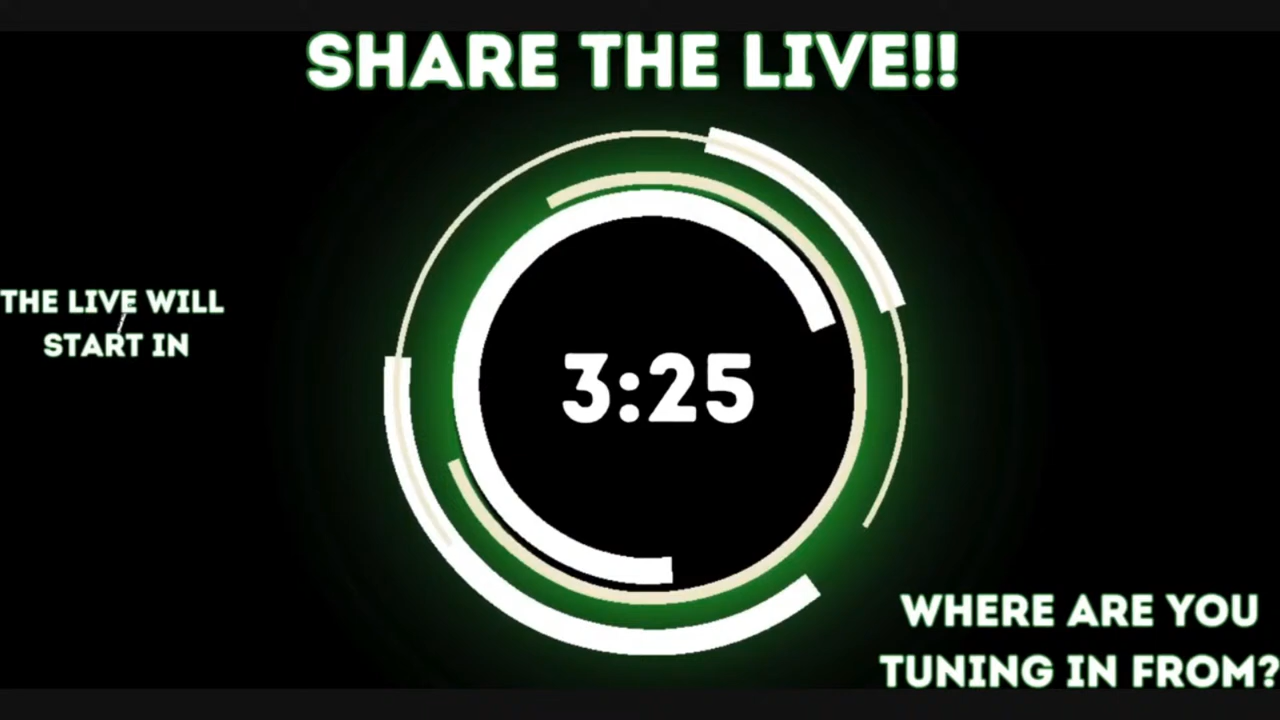 SHARE THE LIVE!!
THE LIVE WILL
START IN
3:25
WHERE ARE YOU
TUNING IN FROM?